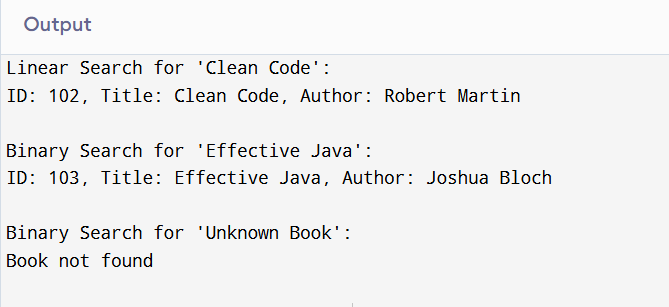 Output
Linear Search for 'Clean Code':
ID: 102, Title: Clean Code, Author: Robert Martin
Binary Search for 'Effective Java':
ID: 103, Title: Effective Java, Author: Joshua Bloch
Binary Search for 'Unknown Book':
Book not found